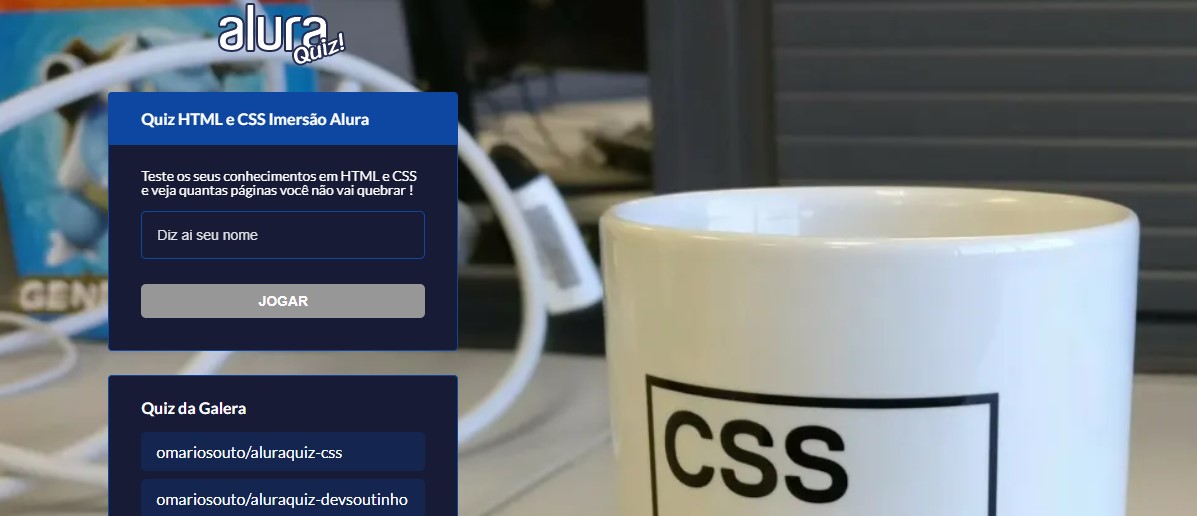 alura
Quiz!
Quiz HTML e CSS Imersão Alura
Teste os seus conhecimentos em HTML e CSS
e veja quantas páginas você não vai quebrar !
Diz ai seu nome
JOGAR
Quiz da Galera
omariosouto/aluraquiz-css
omariosouto/aluraquiz-devsoutinho
GEN
CSS